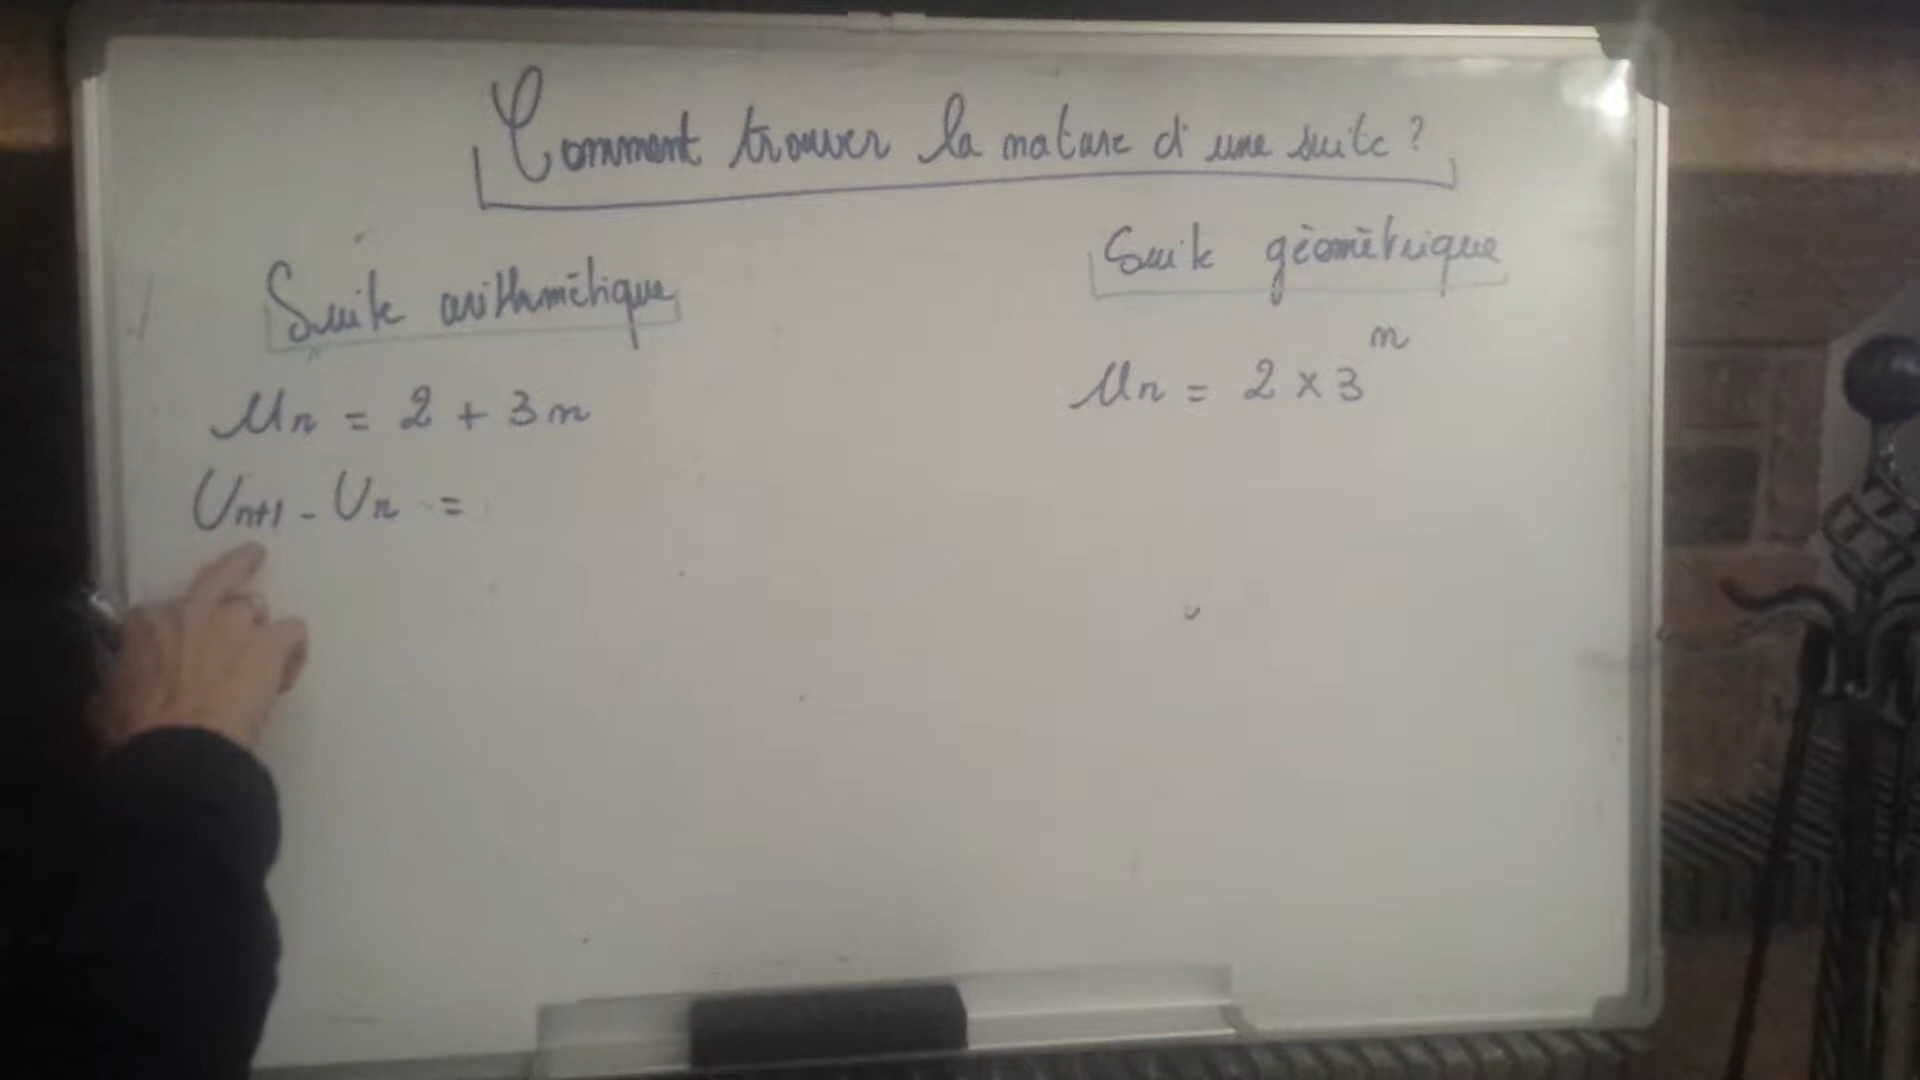 Comment trouver la nature d'une suite ?
Suite arithmétique
Un = 2 + 3n
Un+1 - Un =
Suite géométrique
Un = 2 × 3^n